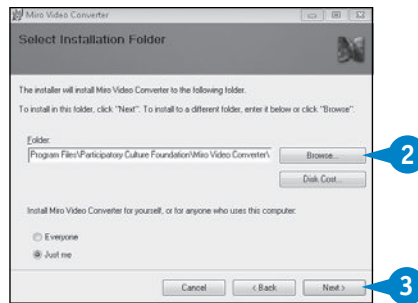 Miro Video Converter
Select Installation Folder
The installer will install Miro Video Converter to the following folder.
To install in this folder, click "Next". To install to a different folder, enter it below or click "Browse".
Folder:
Program Files\Participatory Culture Foundation\Miro Video Converter\
Browse...
2
Disk Cost...
Install Miro Video Converter for yourself, or for anyone who uses this computer:
Everyone
Just me
Cancel
< Back
Next >
3